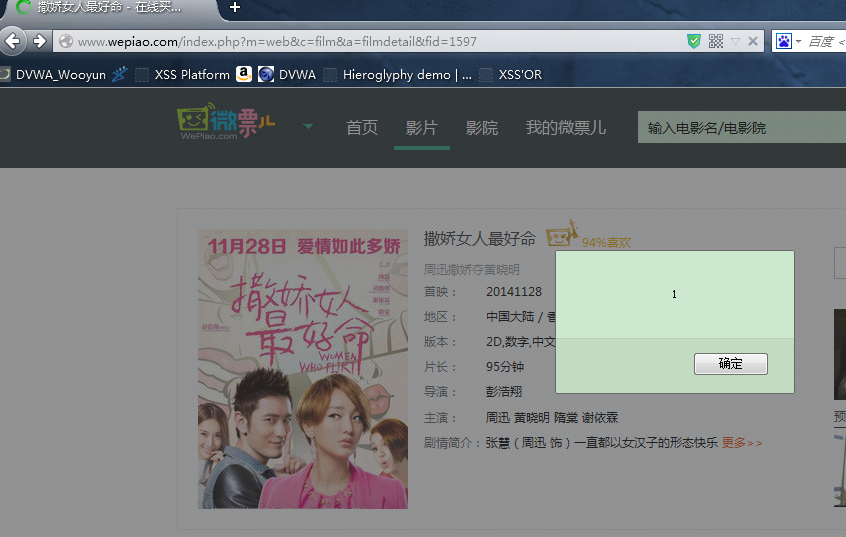 撒娇女人最好命 - 在线买...
www.wepiao.com/index.php?m=web&c=film&a=filmdetail&fid=1597
百度 <
DVWA_Wooyun XSS Platform DVWA Hieroglyphy demo | ... XSS'OR
微票儿
WePiao.com
首页 影片 影院 我的微票儿 输入电影名/电影院
11月28日 爱情如此多娇
撒娇女人
最好命
WOMEN
WHO FLIRT
撒娇女人最好命 94%喜欢
周迅撒娇夺黄晓明
首映： 20141128
地区： 中国大陆 / 香
版本： 2D,数字,中文
片长： 95分钟
导演： 彭浩翔
主演： 周迅 黄晓明 隋棠 谢依霖
剧情简介：张慧（周迅 饰）一直都以女汉子的形态快乐 更多>>
1
确定
预